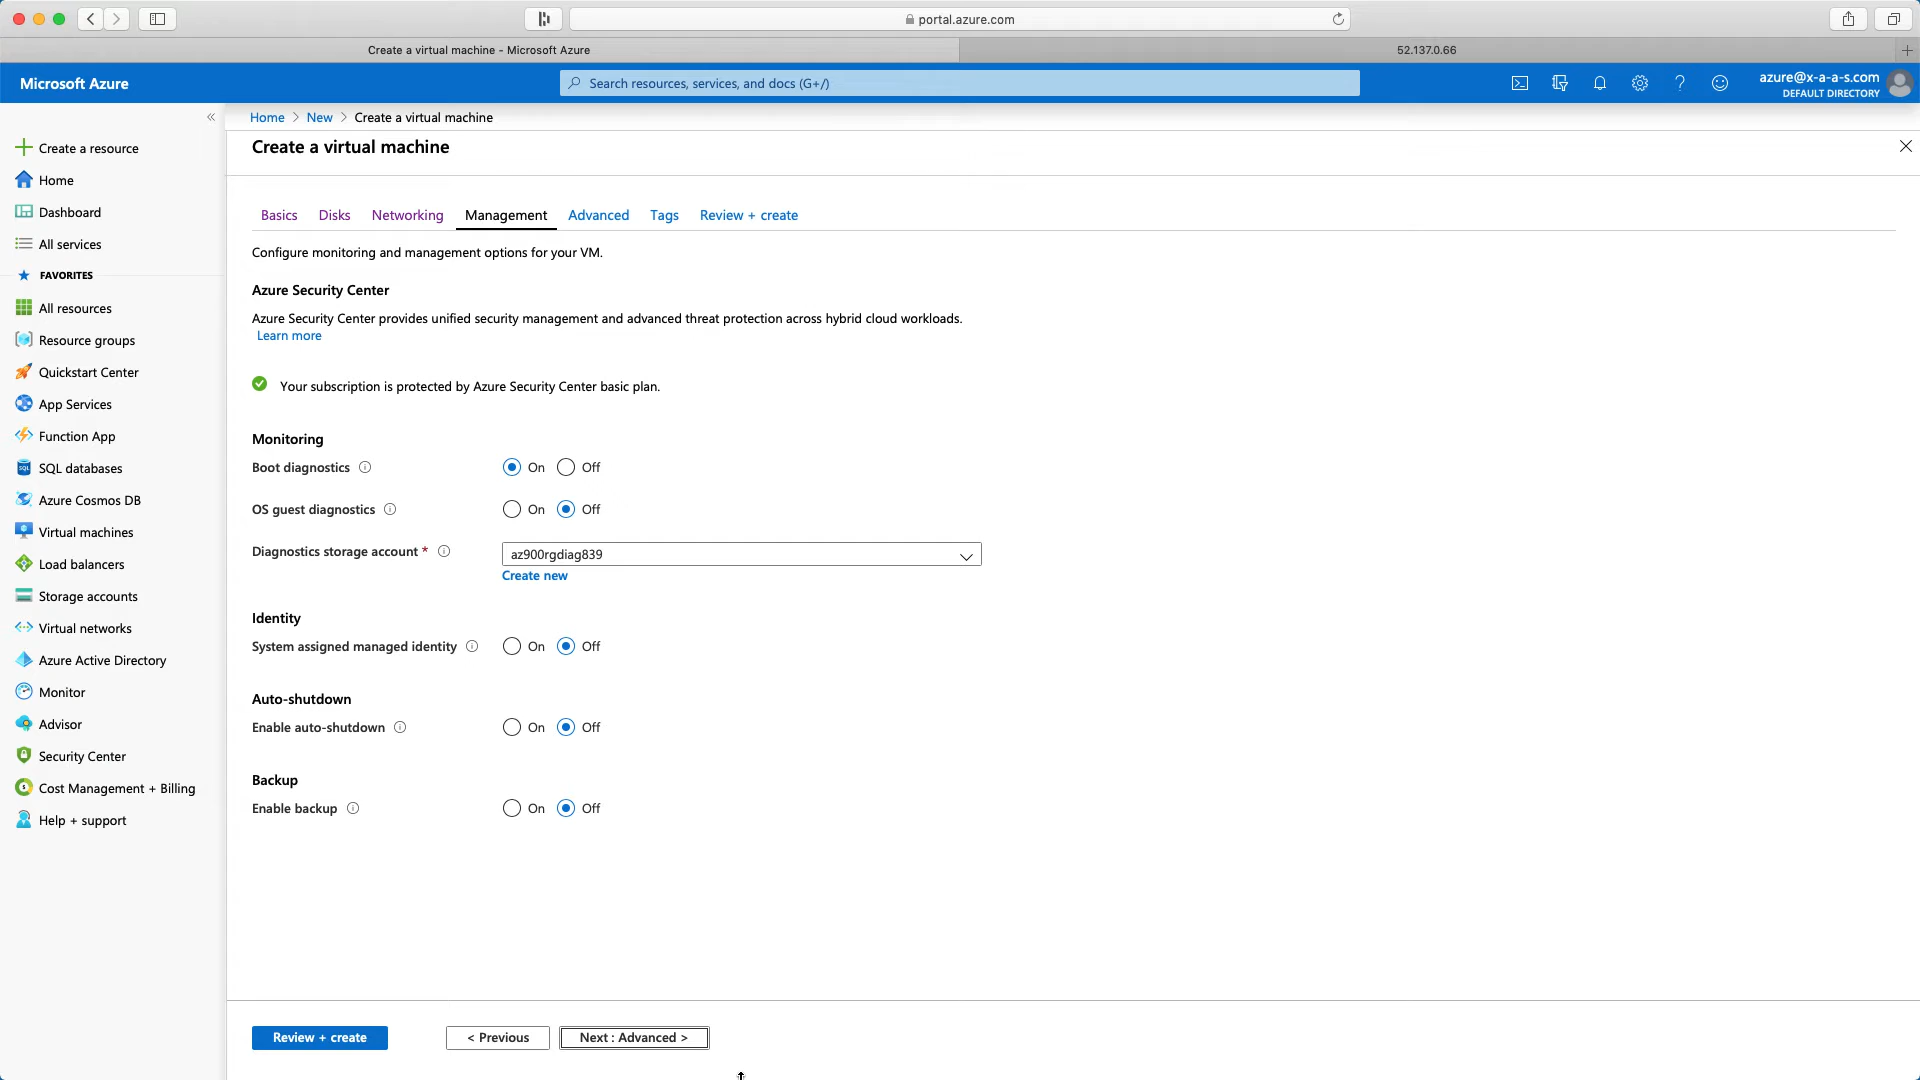 portal.azure.com
Create a virtual machine - Microsoft Azure
52.137.0.66
Microsoft Azure
Search resources, services, and docs (G+/)
azure@x-a-a-s.com
DEFAULT DIRECTORY
Home > New > Create a virtual machine
Create a virtual machine
Create a resource
Home
Dashboard
All services
FAVORITES
All resources
Resource groups
Quickstart Center
App Services
Function App
SQL databases
Azure Cosmos DB
Virtual machines
Load balancers
Storage accounts
Virtual networks
Azure Active Directory
Monitor
Advisor
Security Center
Cost Management + Billing
Help + support
Basics Disks Networking Management Advanced Tags Review + create
Configure monitoring and management options for your VM.
Azure Security Center
Azure Security Center provides unified security management and advanced threat protection across hybrid cloud workloads.
Learn more
Your subscription is protected by Azure Security Center basic plan.
Monitoring
Boot diagnostics On Off
OS guest diagnostics On Off
Diagnostics storage account * az900rgdiag839
Create new
Identity
System assigned managed identity On Off
Auto-shutdown
Enable auto-shutdown On Off
Backup
Enable backup On Off
Review + create < Previous Next : Advanced >